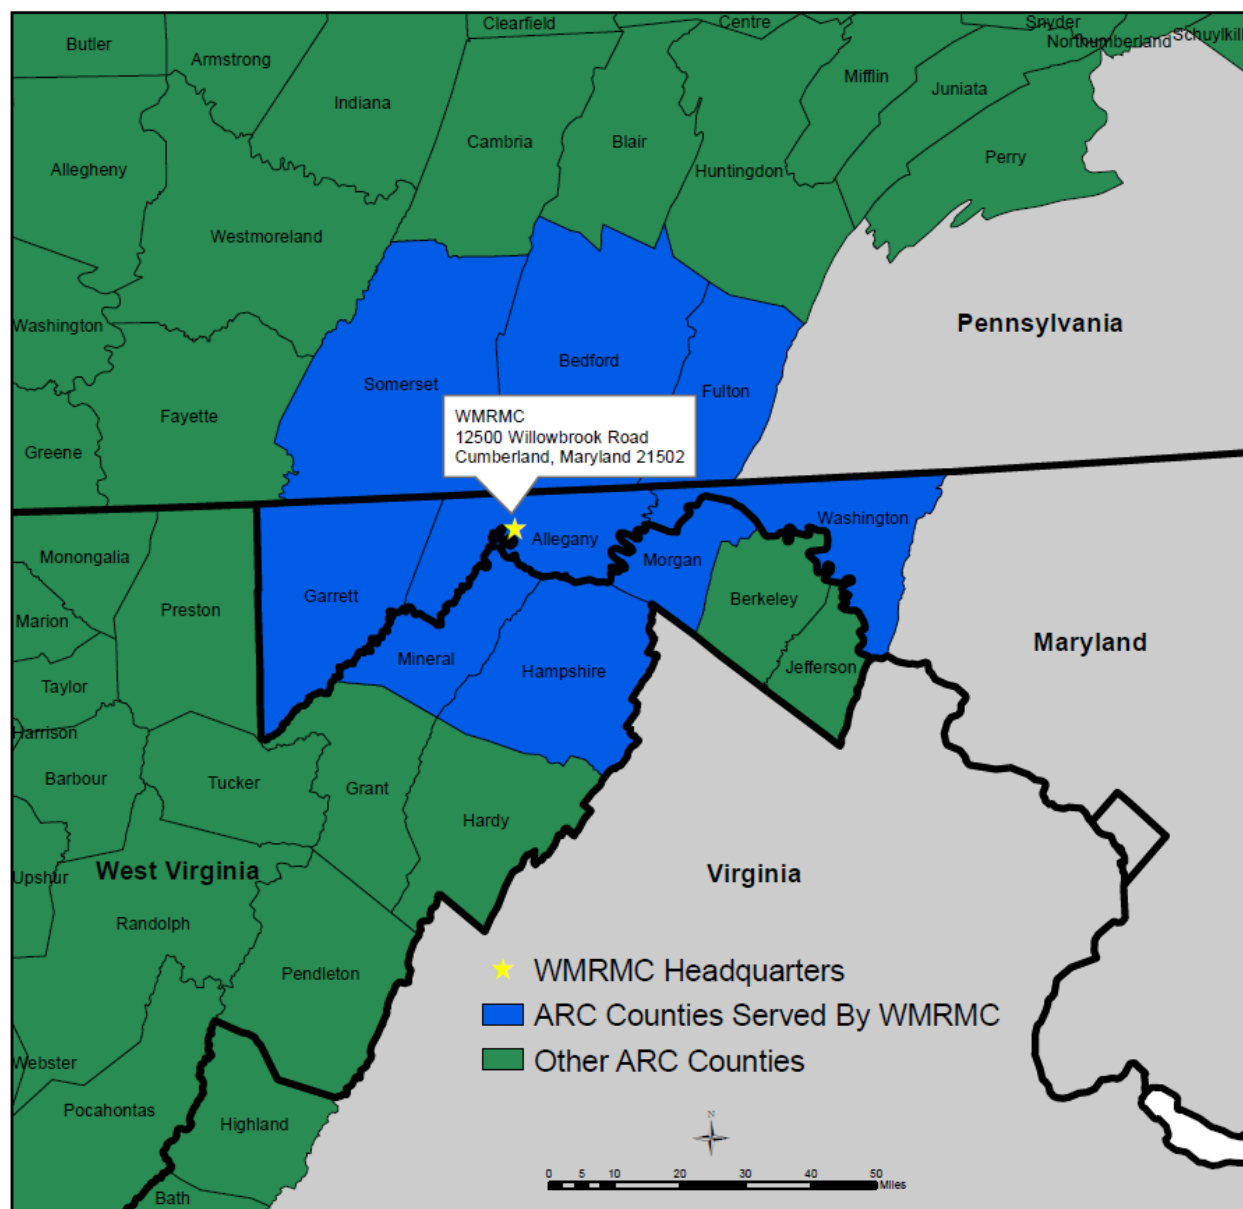 Clearfield
Centre
Snyder
Butler
Northumberland
Schuylkill
Armstrong
Mifflin
Juniata
Indiana
Cambria
Blair
Perry
Allegheny
Huntingdon
Westmoreland
Washington
Pennsylvania
Bedford
Somerset
Fulton
Fayette
WMRMC
12500 Willowbrook Road
Cumberland, Maryland 21502
Greene
Washington
Allegany
Monongalia
Morgan
Garrett
Berkeley
Preston
Marion
Maryland
Mineral
Hampshire
Jefferson
Taylor
Harrison
Barbour
Tucker
Grant
Hardy
West Virginia
Virginia
Upshur
Randolph
Pendleton
WMRMC Headquarters
ARC Counties Served By WMRMC
Other ARC Counties
Webster
Pocahontas
Highland
N
0 5 10 20 30 40 50
Miles
Bath